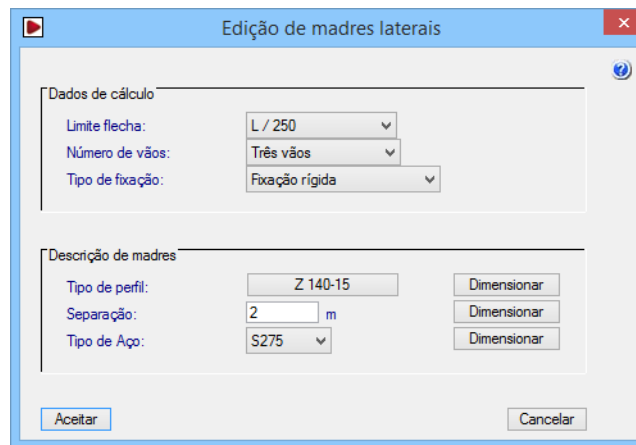 Edição de madres laterais
Dados de cálculo
Limite flecha: L / 250
Número de vãos: Três vãos
Tipo de fixação: Fixação rígida
Descrição de madres
Tipo de perfil: Z 140-15 Dimensionar
Separação: 2 m Dimensionar
Tipo de Aço: S275 Dimensionar
Aceitar Cancelar